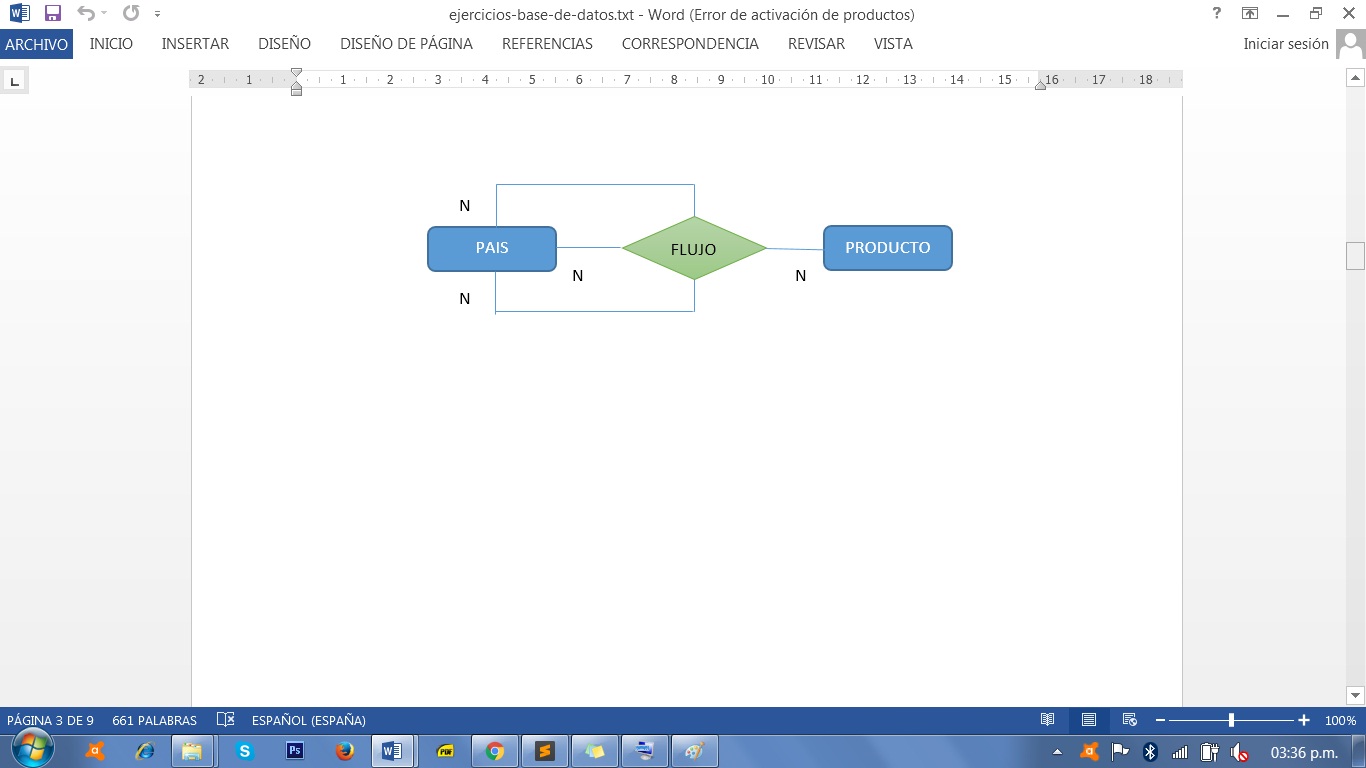 ejercicios-base-de-datos.txt - Word (Error de activación de productos)
?
ARCHIVO INICIO INSERTAR DISEÑO DISEÑO DE PÁGINA REFERENCIAS CORRESPONDENCIA REVISAR VISTA Iniciar sesión
2 1 1 2 3 4 5 6 7 8 9 10 11 12 13 14 15 16 17 18
N
PAIS FLUJO PRODUCTO
N N
N
PÁGINA 3 DE 9 661 PALABRAS ESPAÑOL (ESPAÑA) 100%
Ps PDF 03:36 p.m.